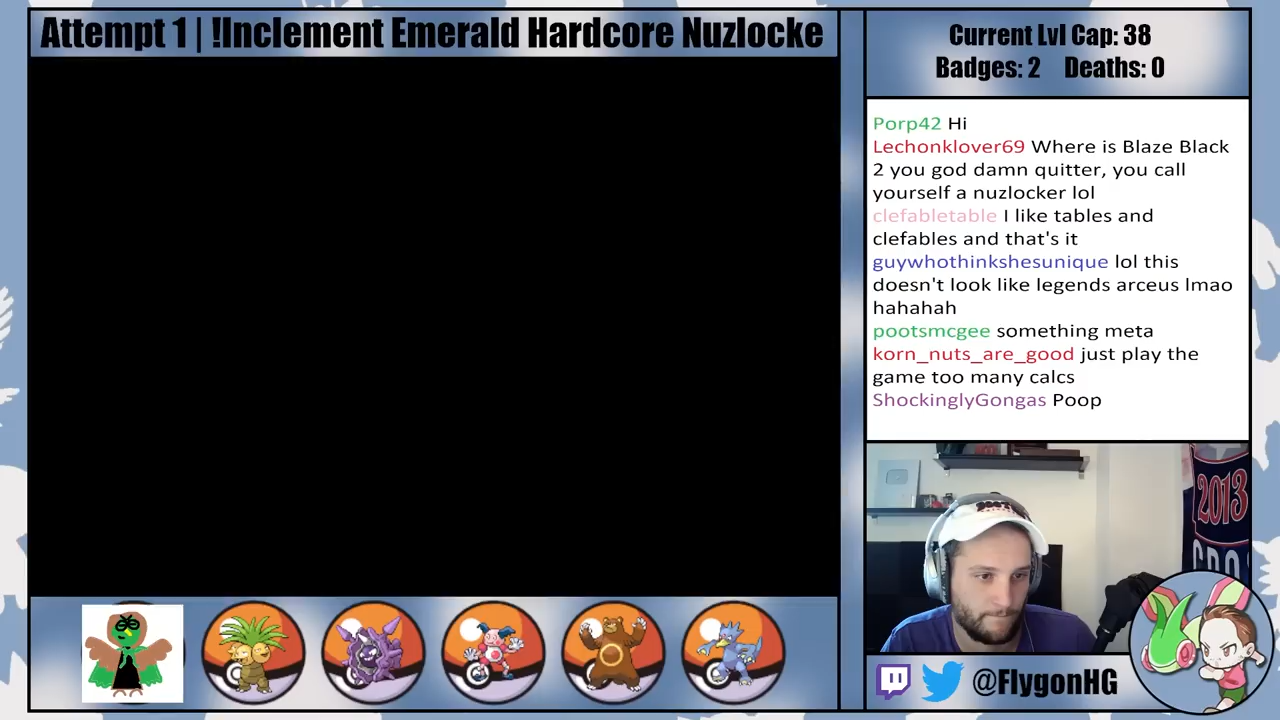 Attempt 1 | !Inclement Emerald Hardcore Nuzlocke
Current Lvl Cap: 38
Badges: 2 Deaths: 0
Porp42 Hi
Lechonklover69 Where is Blaze Black
2 you god damn quitter, you call
yourself a nuzlocker lol
clefabletable I like tables and
clefables and that's it
guywhothinkshesunique lol this
doesn't look like legends arceus lmao
hahahah
pootsmcgee something meta
korn_nuts_are_good just play the
game too many calcs
ShockinglyGongas Poop
2013
@FlygonHG